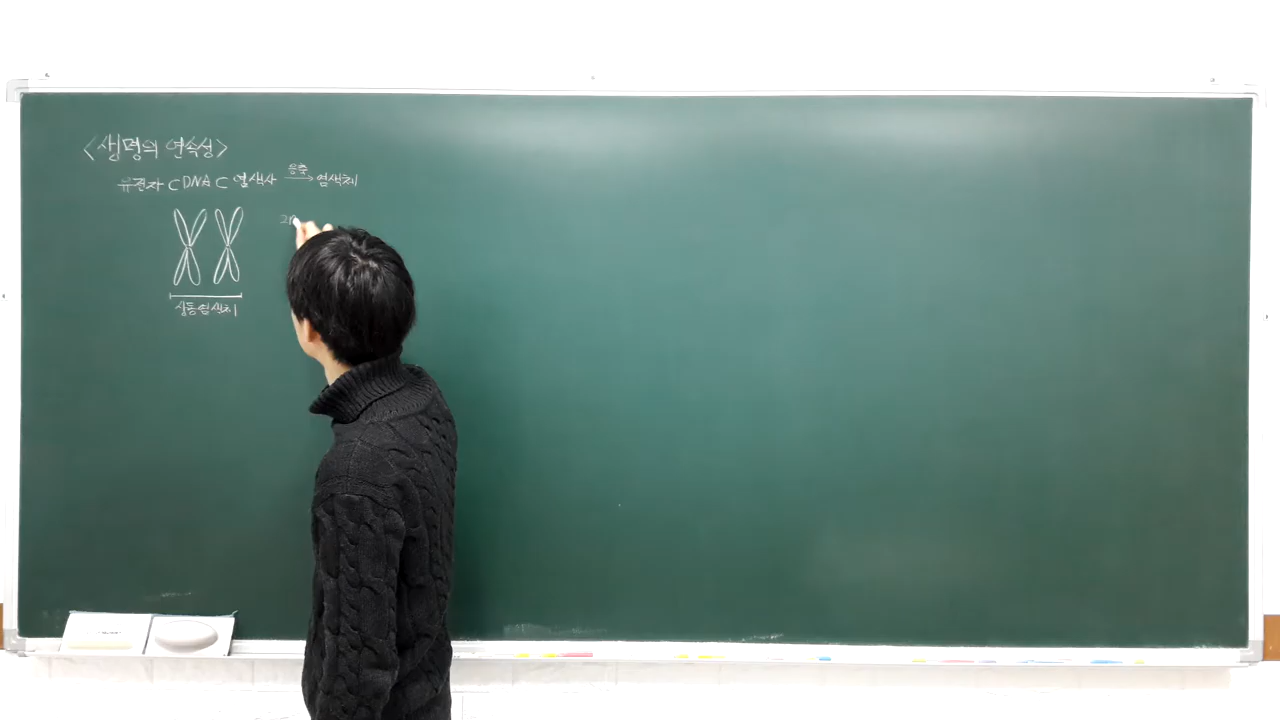 <생명의 연속성>
응축
유전자 ⊂ DNA ⊂ 염색사 → 염색체
2n
상동염색체